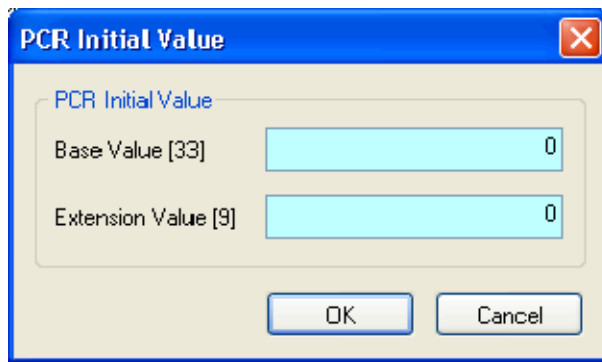 PCR Initial Value
PCR Initial Value
Base Value [33] 0
Extension Value [9] 0
OK Cancel